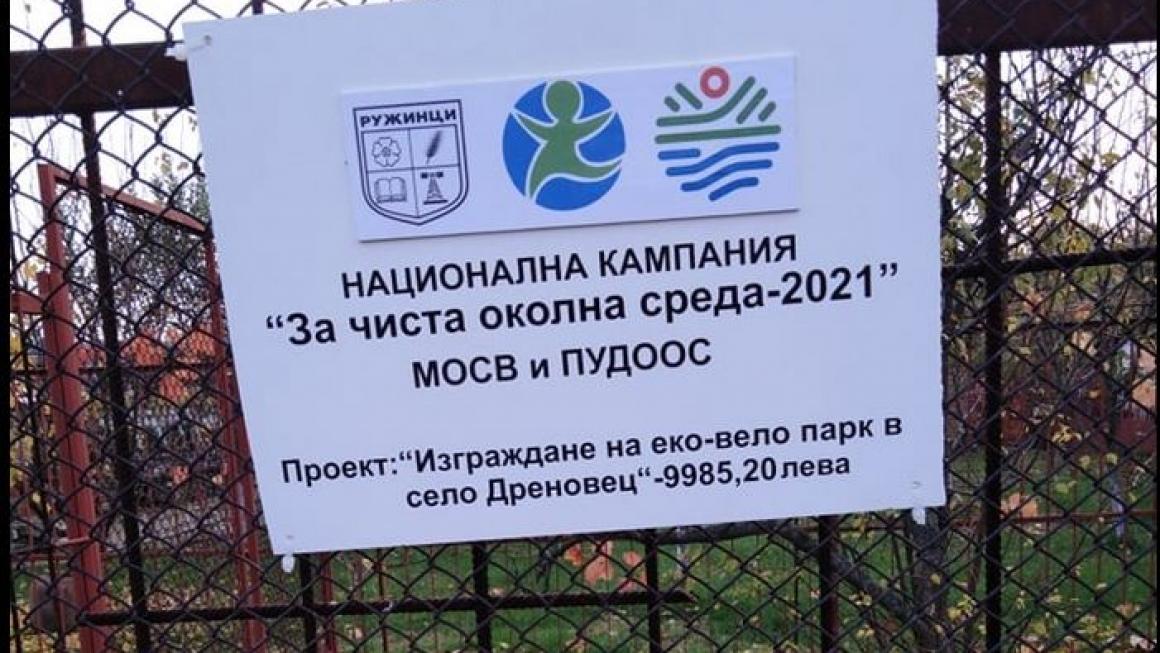 РУЖИНЦИ
НАЦИОНАЛНА КАМПАНИЯ
“За чиста околна среда-2021”
МОСВ и ПУДООС
Проект:“Изграждане на еко-вело парк в
село Дреновец“-9985,20лева